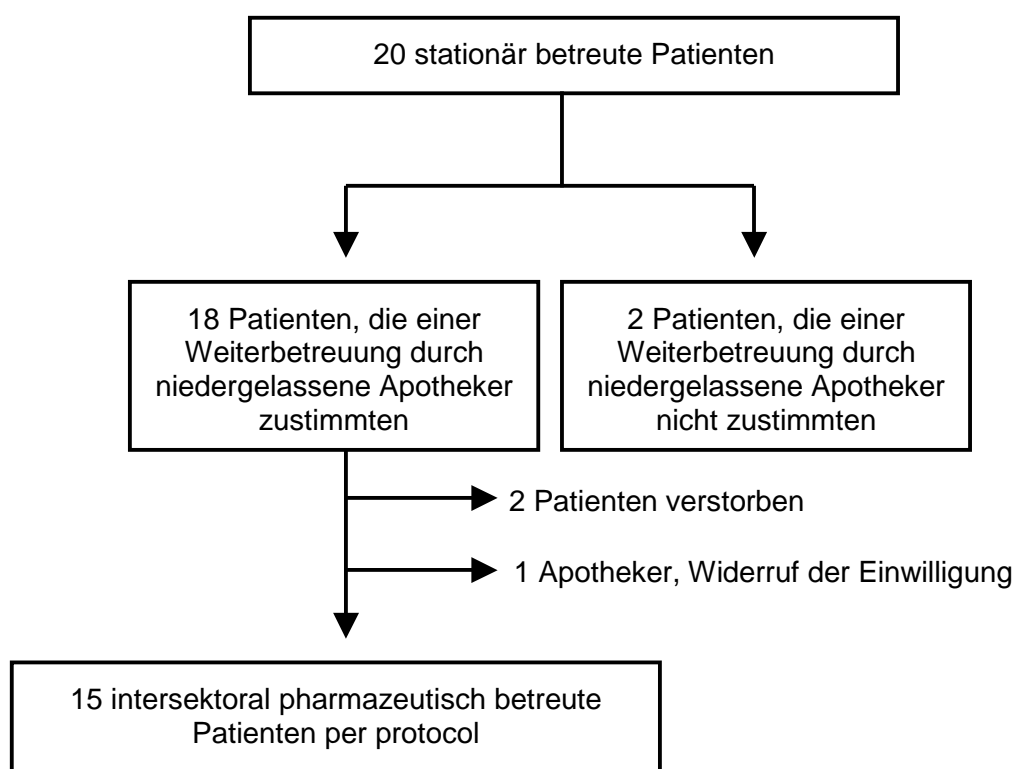 20 stationär betreute Patienten
18 Patienten, die einer
Weiterbetreuung durch
niedergelassene Apotheker
zustimmten
2 Patienten, die einer
Weiterbetreuung durch
niedergelassene Apotheker
nicht zustimmten
2 Patienten verstorben
1 Apotheker, Widerruf der Einwilligung
15 intersektoral pharmazeutisch betreute
Patienten per protocol